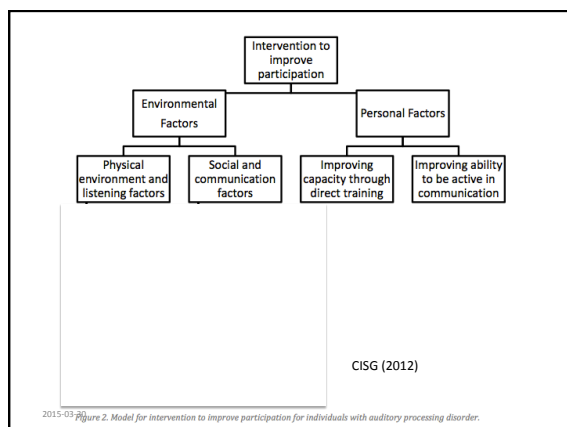 Intervention to
improve
participation
Environmental
Factors
Personal Factors
Physical
environment and
listening factors
Social and
communication
factors
Improving
capacity through
direct training
Improving ability
to be active in
communication
CISG (2012)
Figure 2. Model for intervention to improve participation for individuals with auditory processing disorder.